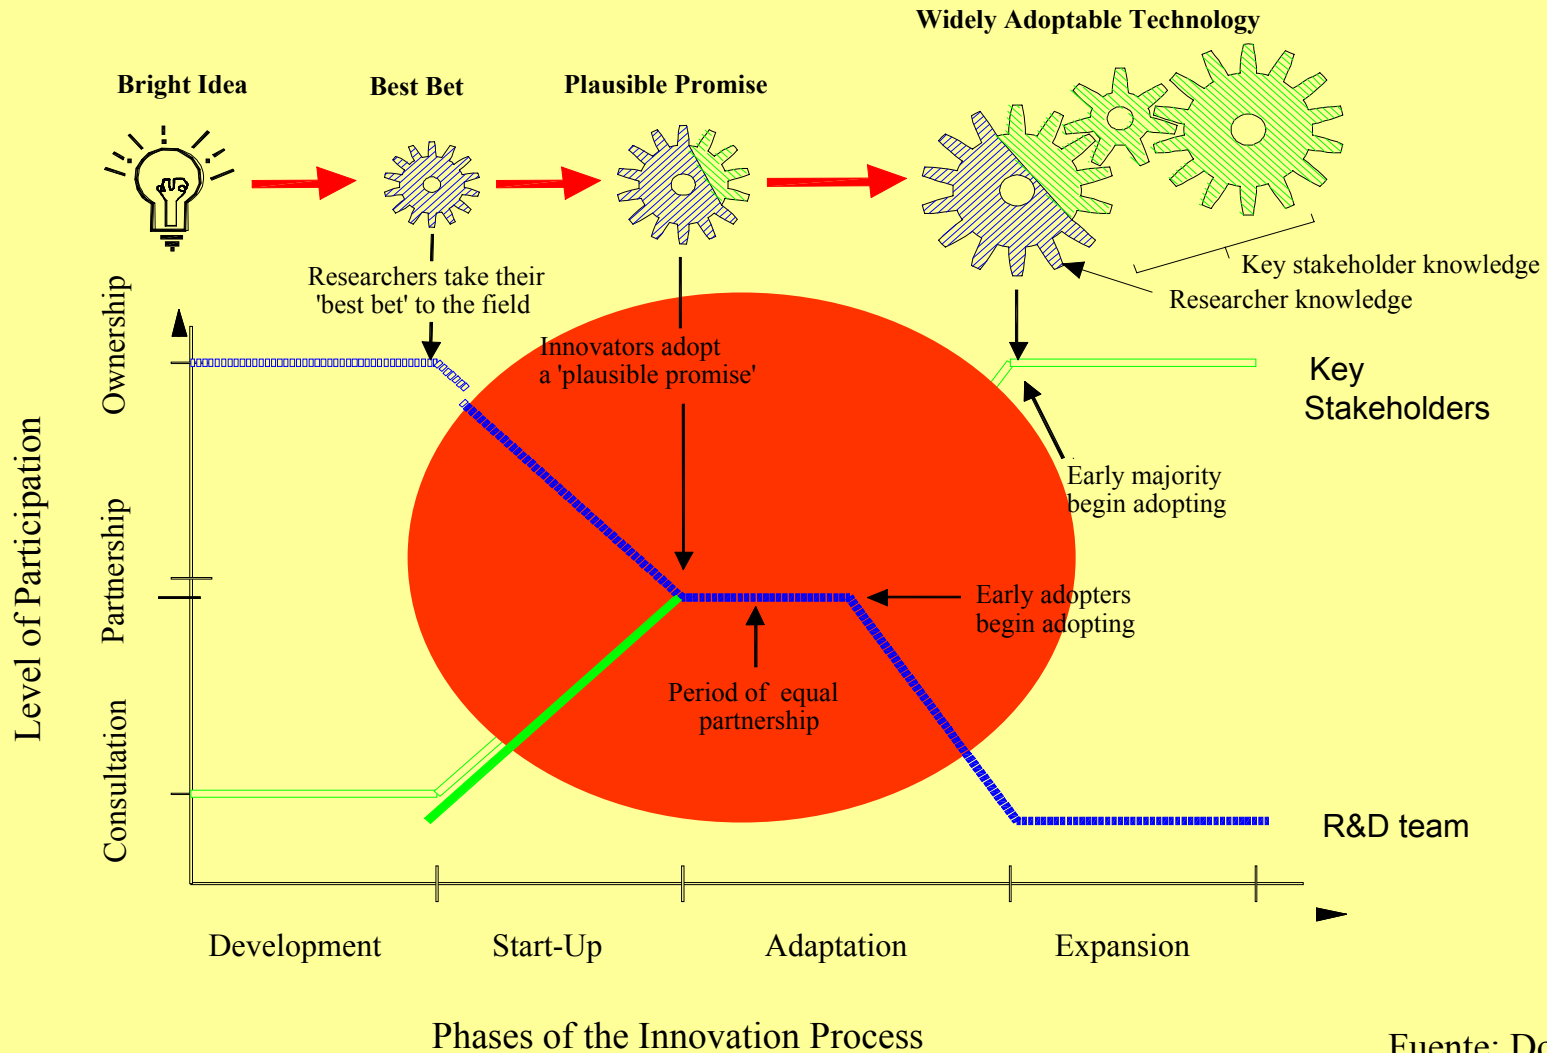 Widely Adoptable Technology
Bright Idea
Best Bet
Plausible Promise
Researchers take their
'best bet' to the field
Key stakeholder knowledge
Researcher knowledge
Innovators adopt
a 'plausible promise'
Key
Stakeholders
Early majority
begin adopting
Early adopters
begin adopting
Period of equal
partnership
R&D team
Level of Participation
Ownership
Partnership
Consultation
Development
Start-Up
Adaptation
Expansion
Phases of the Innovation Process
Fuente: Do